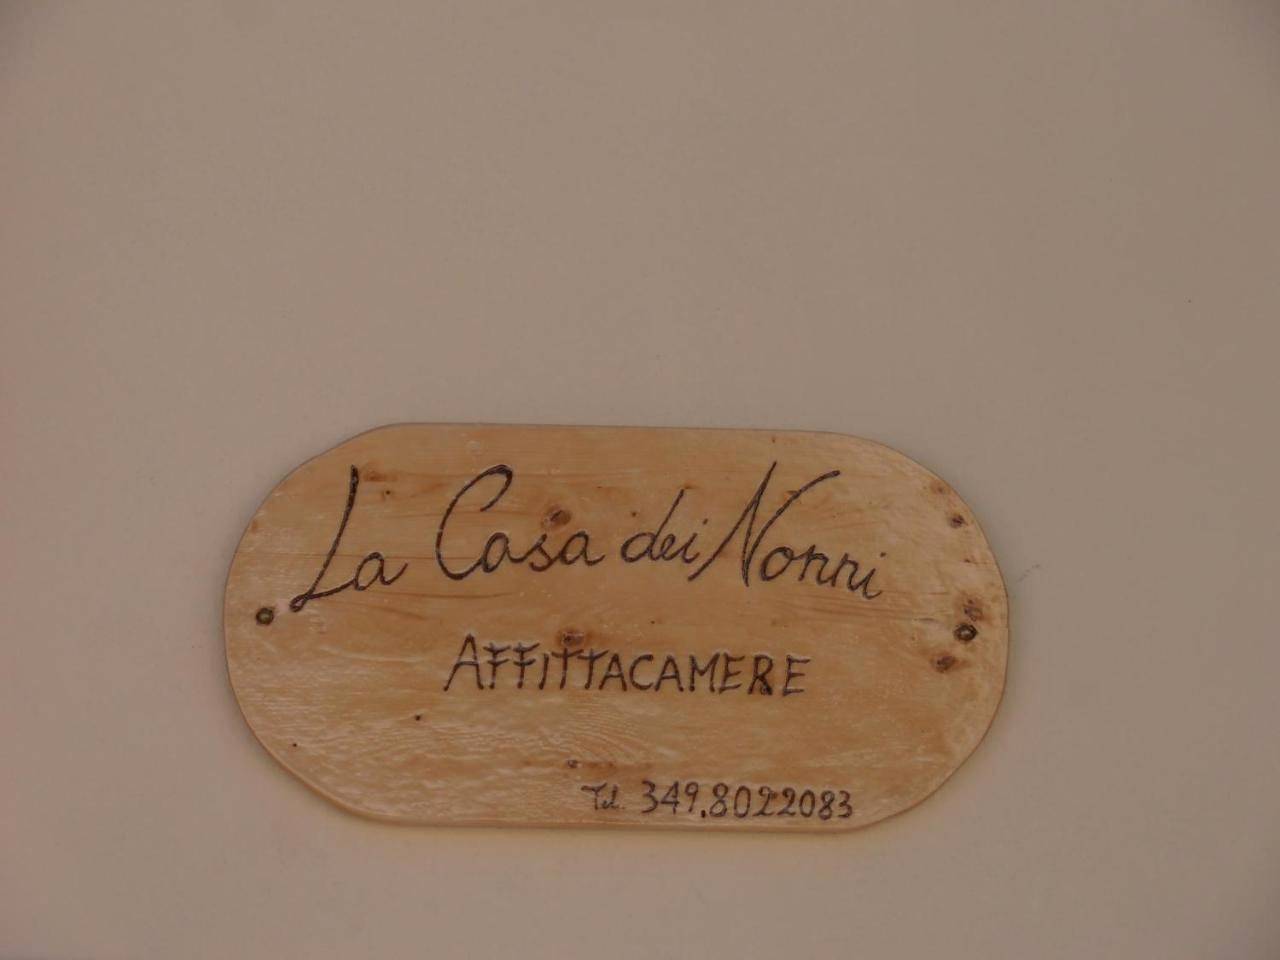 La Casa dei Nonni
AFFITTACAMERE
Tel. 349.8022083